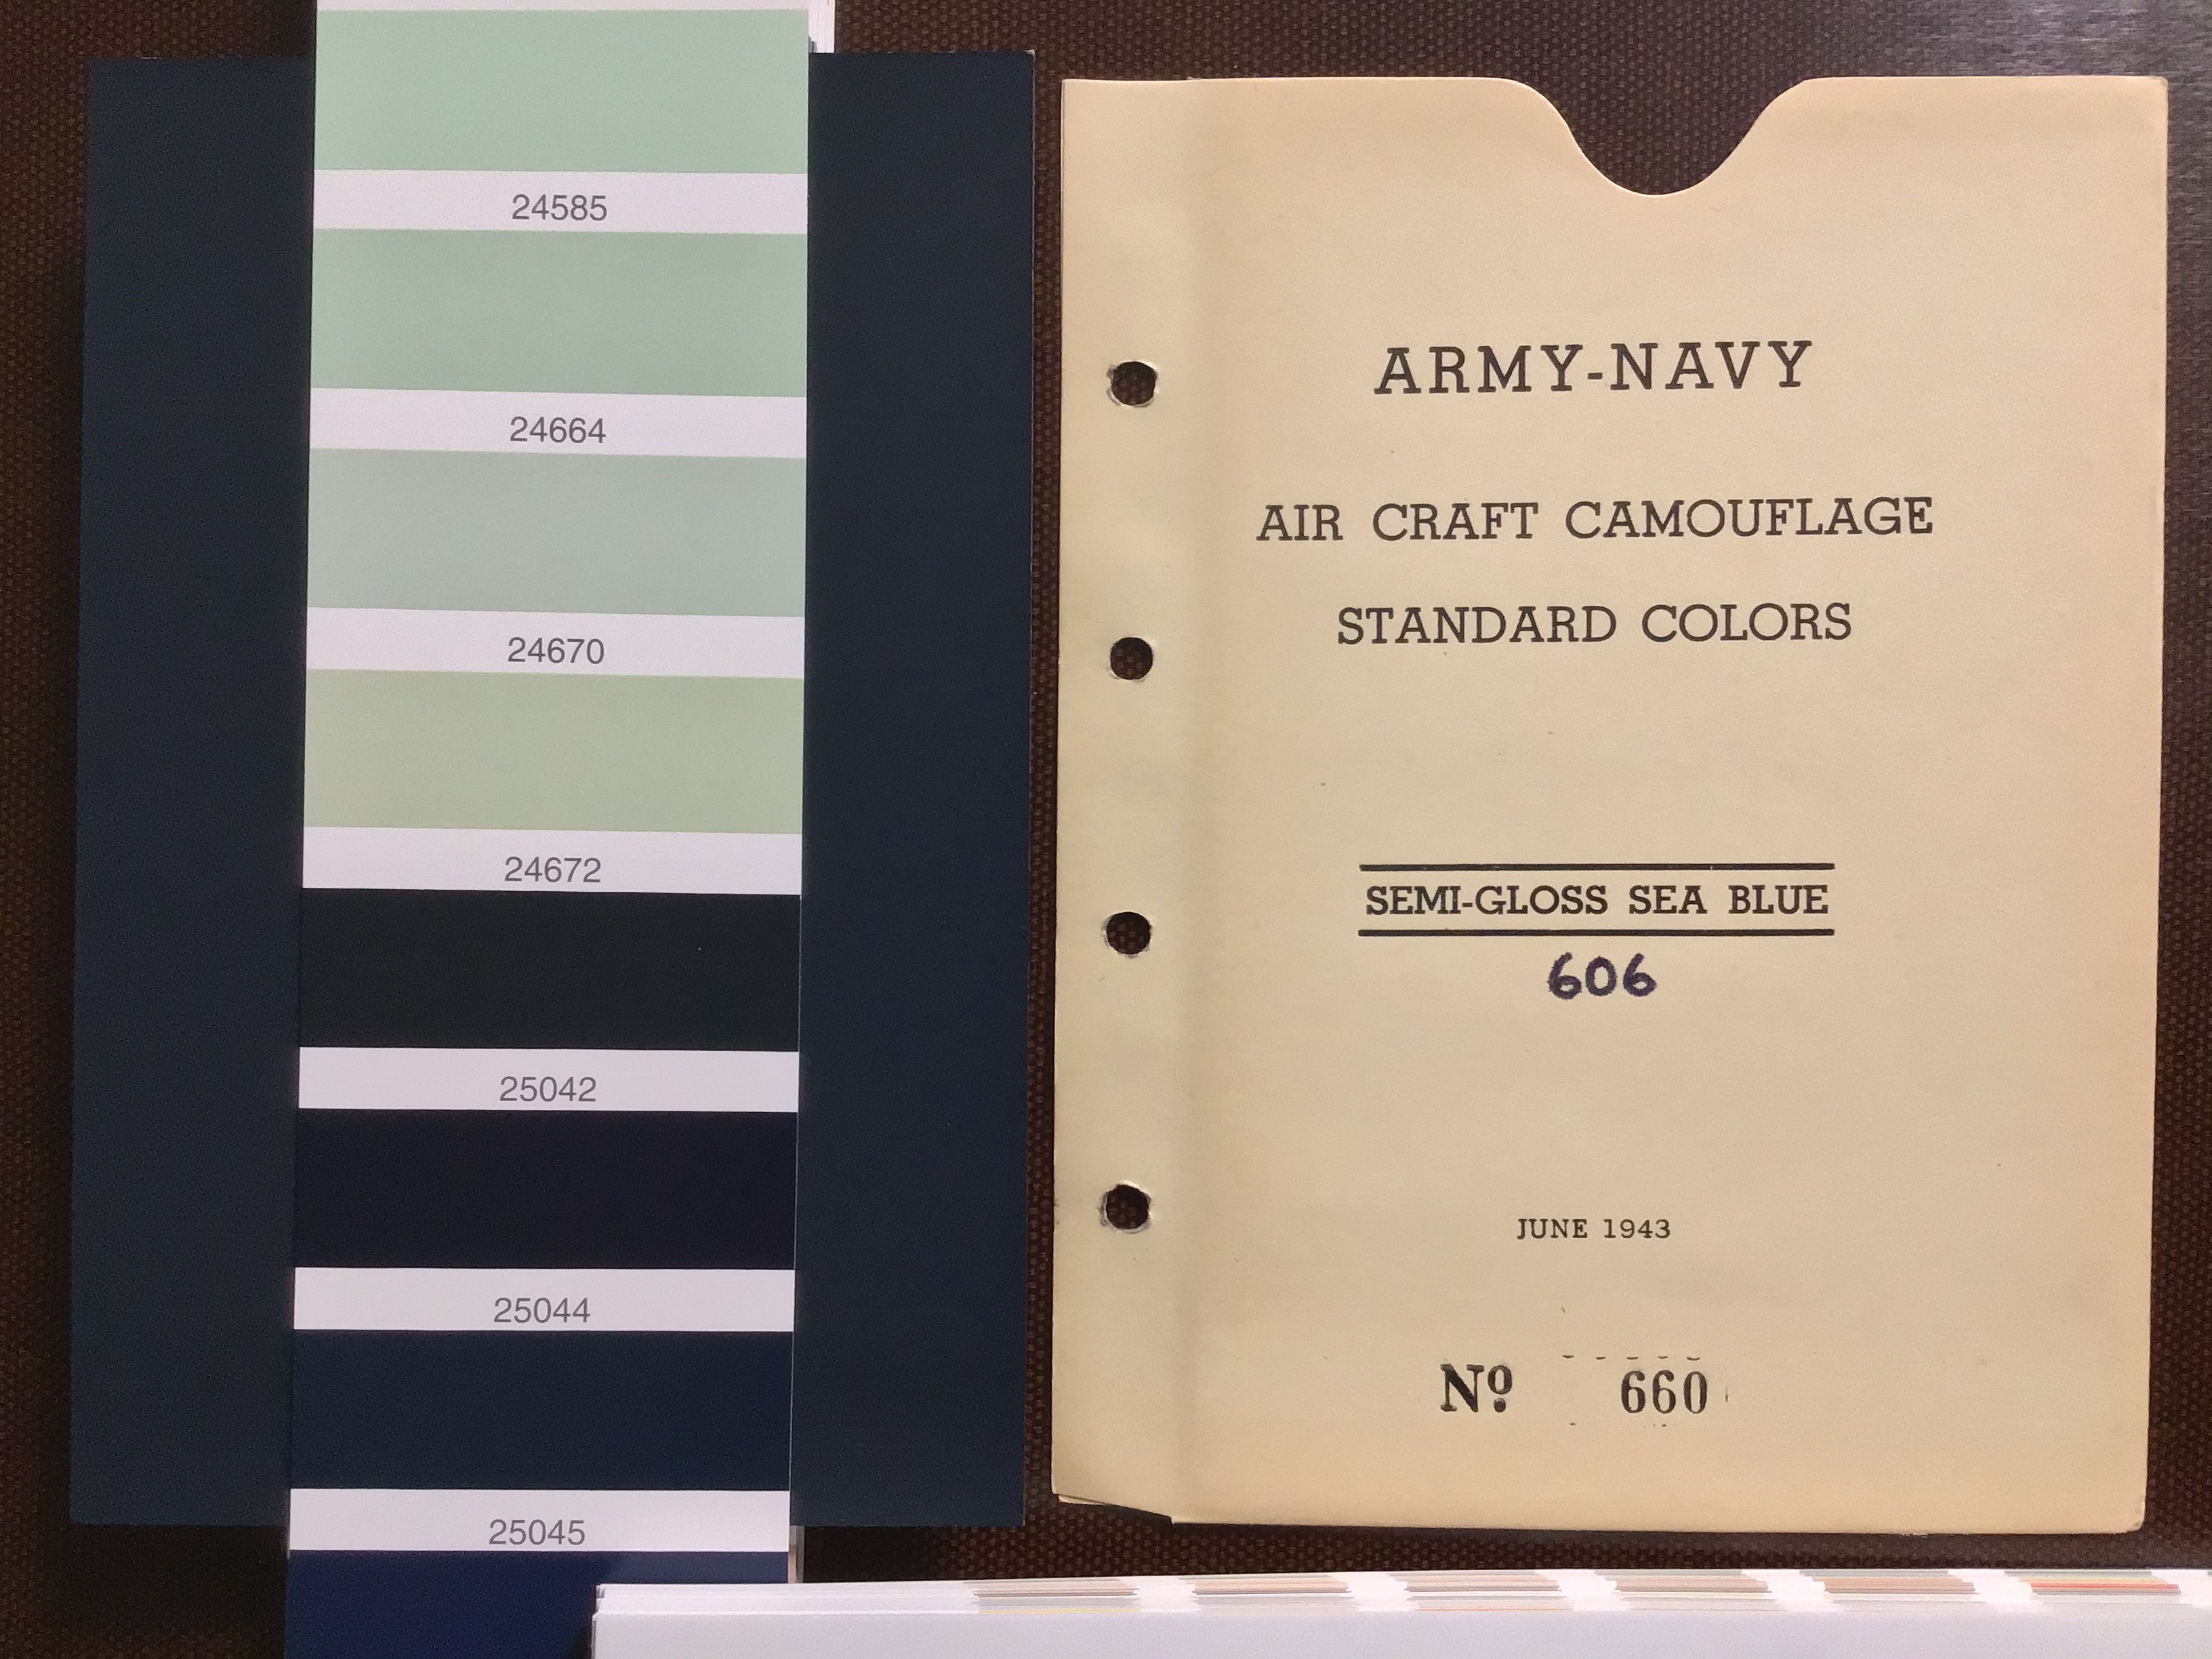 24585
24664
24670
24672
25042
25044
25045
ARMY-NAVY
AIR CRAFT CAMOUFLAGE
STANDARD COLORS
SEMI-GLOSS SEA BLUE
606
JUNE 1943
Nº 660